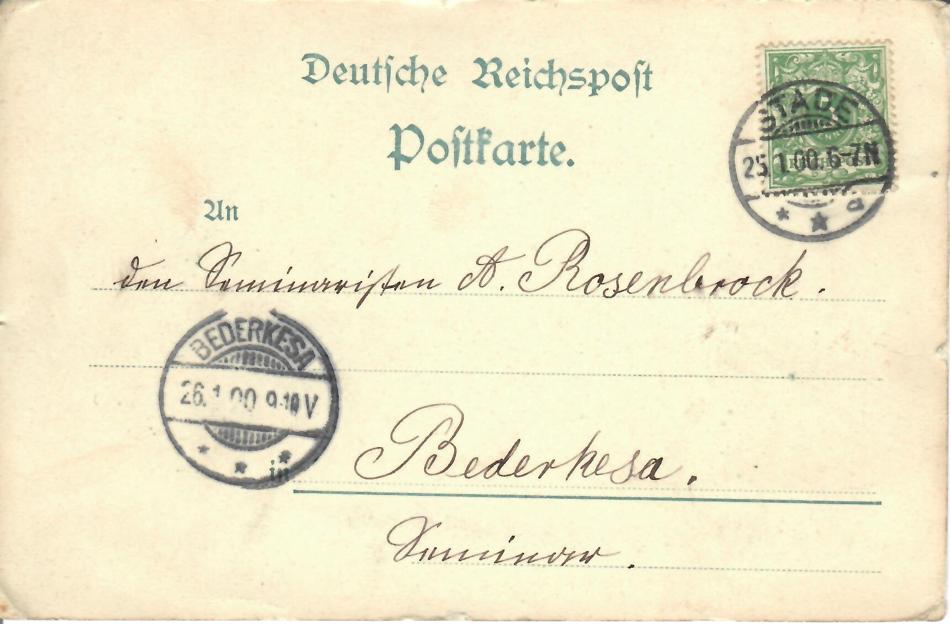 Deutsche Reichspost
Postkarte.
STADE
25.1.00.6-7N
An
den Seminaristen A. Rosenbrock.
BEDERKESA
26.1.00 9-10V
in Bederkesa.
Seminar.